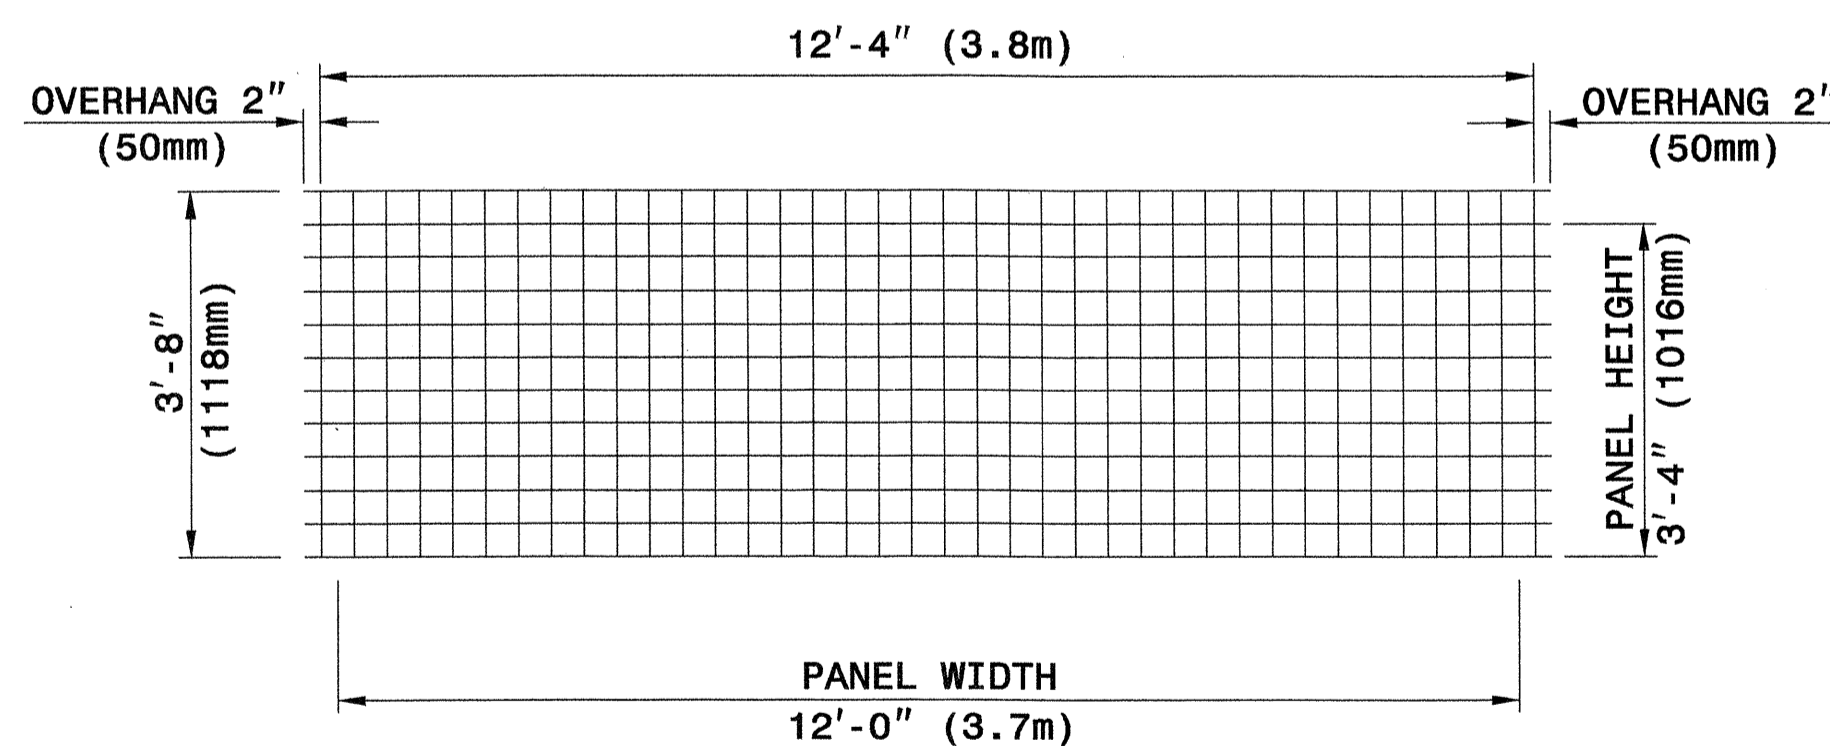 12'-4" (3.8m)
OVERHANG 2"
(50mm)
OVERHANG 2"
(50mm)
3'-8"
(1118mm)
PANEL HEIGHT
3'-4" (1016mm)
PANEL WIDTH
12'-0" (3.7m)